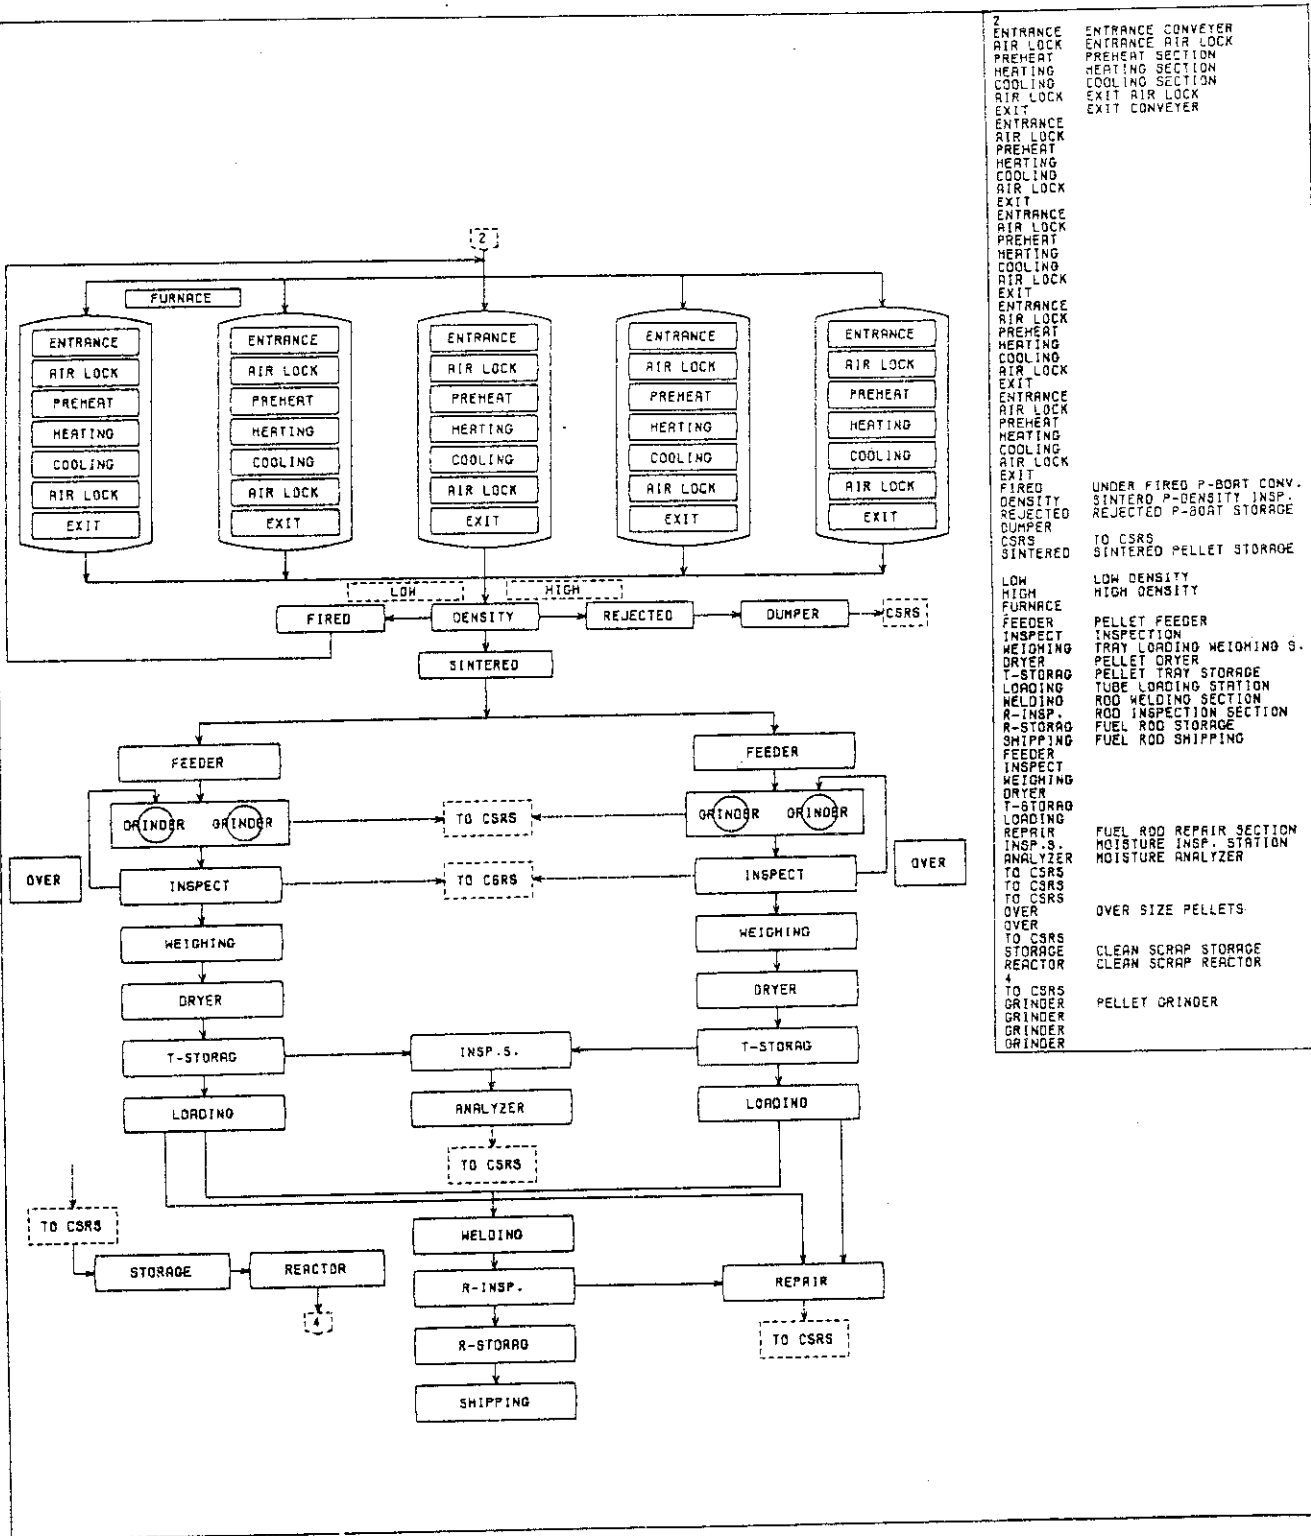 2
FURNACE
ENTRANCE ENTRANCE ENTRANCE ENTRANCE ENTRANCE
AIR LOCK AIR LOCK AIR LOCK AIR LOCK AIR LOCK
PREHEAT PREHEAT PREHEAT PREHEAT PREHEAT
HEATING HEATING HEATING HEATING HEATING
COOLING COOLING COOLING COOLING COOLING
AIR LOCK AIR LOCK AIR LOCK AIR LOCK AIR LOCK
EXIT EXIT EXIT EXIT EXIT
LOW HIGH
FIRED DENSITY REJECTED DUMPER CSRS
SINTERED
FEEDER FEEDER
GRINDER GRINDER TO CSRS GRINDER GRINDER
OVER INSPECT TO CSRS INSPECT OVER
WEIGHING WEIGHING
DRYER DRYER
T-STORAG INSP.S. T-STORAG
LOADING ANALYZER LOADING
TO CSRS
TO CSRS WELDING
STORAGE REACTOR R-INSP. REPAIR
4 R-STORAG TO CSRS
SHIPPING
2
ENTRANCE ENTRANCE CONVEYER
AIR LOCK ENTRANCE AIR LOCK
PREHEAT PREHEAT SECTION
HEATING HEATING SECTION
COOLING COOLING SECTION
AIR LOCK EXIT AIR LOCK
EXIT EXIT CONVEYER
ENTRANCE
AIR LOCK
PREHEAT
HEATING
COOLING
AIR LOCK
EXIT
ENTRANCE
AIR LOCK
PREHEAT
HEATING
COOLING
AIR LOCK
EXIT
ENTRANCE
AIR LOCK
PREHEAT
HEATING
COOLING
AIR LOCK
EXIT
ENTRANCE
AIR LOCK
PREHEAT
HEATING
COOLING
AIR LOCK
EXIT
FIRED UNDER FIRED P-BOAT CONV.
DENSITY SINTERD P-DENSITY INSP.
REJECTED REJECTED P-BOAT STORAGE
DUMPER
CSRS TO CSRS
SINTERED SINTERED PELLET STORAGE
LOW LOW DENSITY
HIGH HIGH DENSITY
FURNACE
FEEDER PELLET FEEDER
INSPECT INSPECTION
WEIGHING TRAY LOADING WEIGHING S.
DRYER PELLET DRYER
T-STORAG PELLET TRAY STORAGE
LOADING TUBE LOADING STATION
WELDING ROD WELDING SECTION
R-INSP. ROD INSPECTION SECTION
R-STORAG FUEL ROD STORAGE
SHIPPING FUEL ROD SHIPPING
FEEDER
INSPECT
WEIGHING
DRYER
T-STORAG
LOADING
REPAIR FUEL ROD REPAIR SECTION
INSP.S. MOISTURE INSP. STATION
ANALYZER MOISTURE ANALYZER
TO CSRS
TO CSRS
TO CSRS
OVER OVER SIZE PELLETS
OVER
TO CSRS
STORAGE CLEAN SCRAP STORAGE
REACTOR CLEAN SCRAP REACTOR
4
TO CSRS
GRINDER PELLET GRINDER
GRINDER
GRINDER
GRINDER